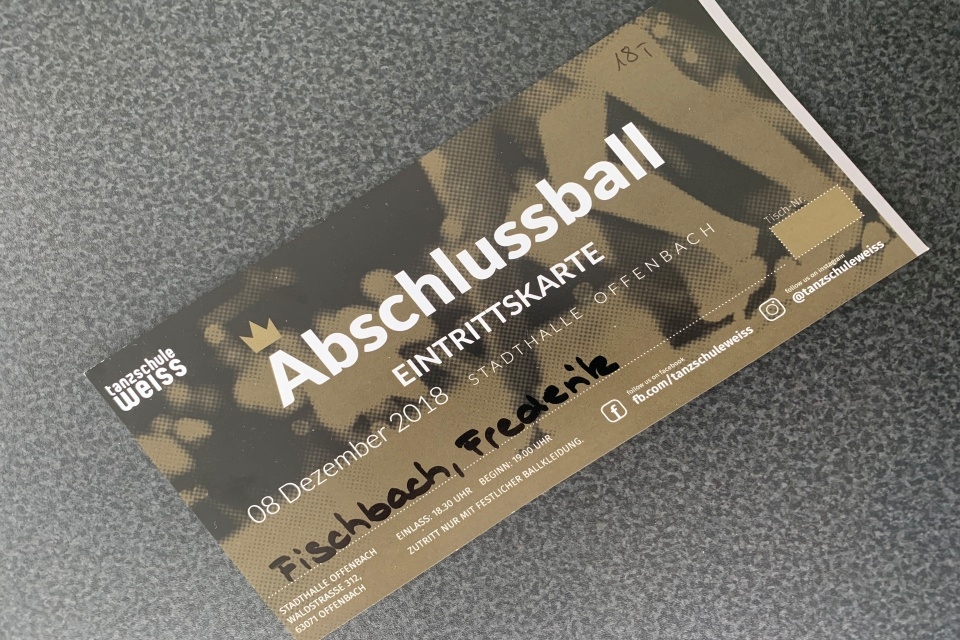 18T
tanzschule
weiss
Abschlussball
EINTRITTSKARTE
08 Dezember 2018 STADTHALLE OFFENBACH
Tisch-Nr.
Fischbach, Frederik
STADTHALLE OFFENBACH
WALDSTRASSE 312,
63071 OFFENBACH
EINLASS: 18.30 UHR BEGINN: 19.00 UHR
ZUTRITT NUR MIT FESTLICHER BALLKLEIDUNG.
follow us on facebook
fb.com/tanzschuleweiss
follow us on instagram
@tanzschuleweiss